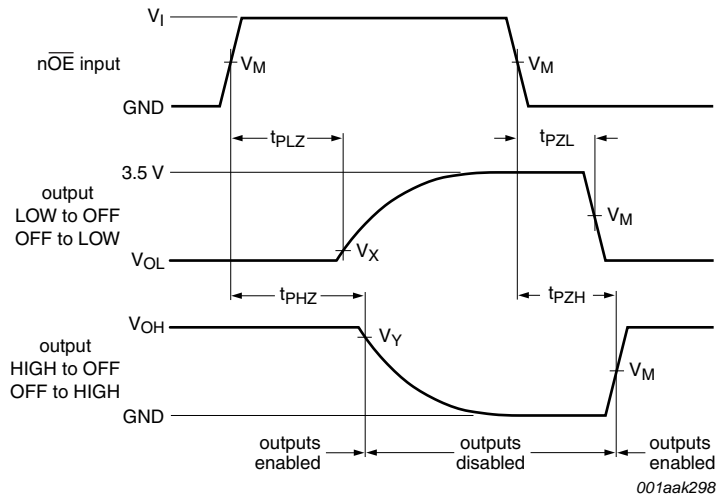 V_I
nO̅E̅ input
V_M
V_M
GND
t_PLZ
t_PZL
3.5 V
output
LOW to OFF
OFF to LOW
V_M
V_X
V_OL
t_PHZ
t_PZH
V_OH
V_Y
output
HIGH to OFF
OFF to HIGH
V_M
GND
outputs
enabled
outputs
disabled
outputs
enabled
001aak298